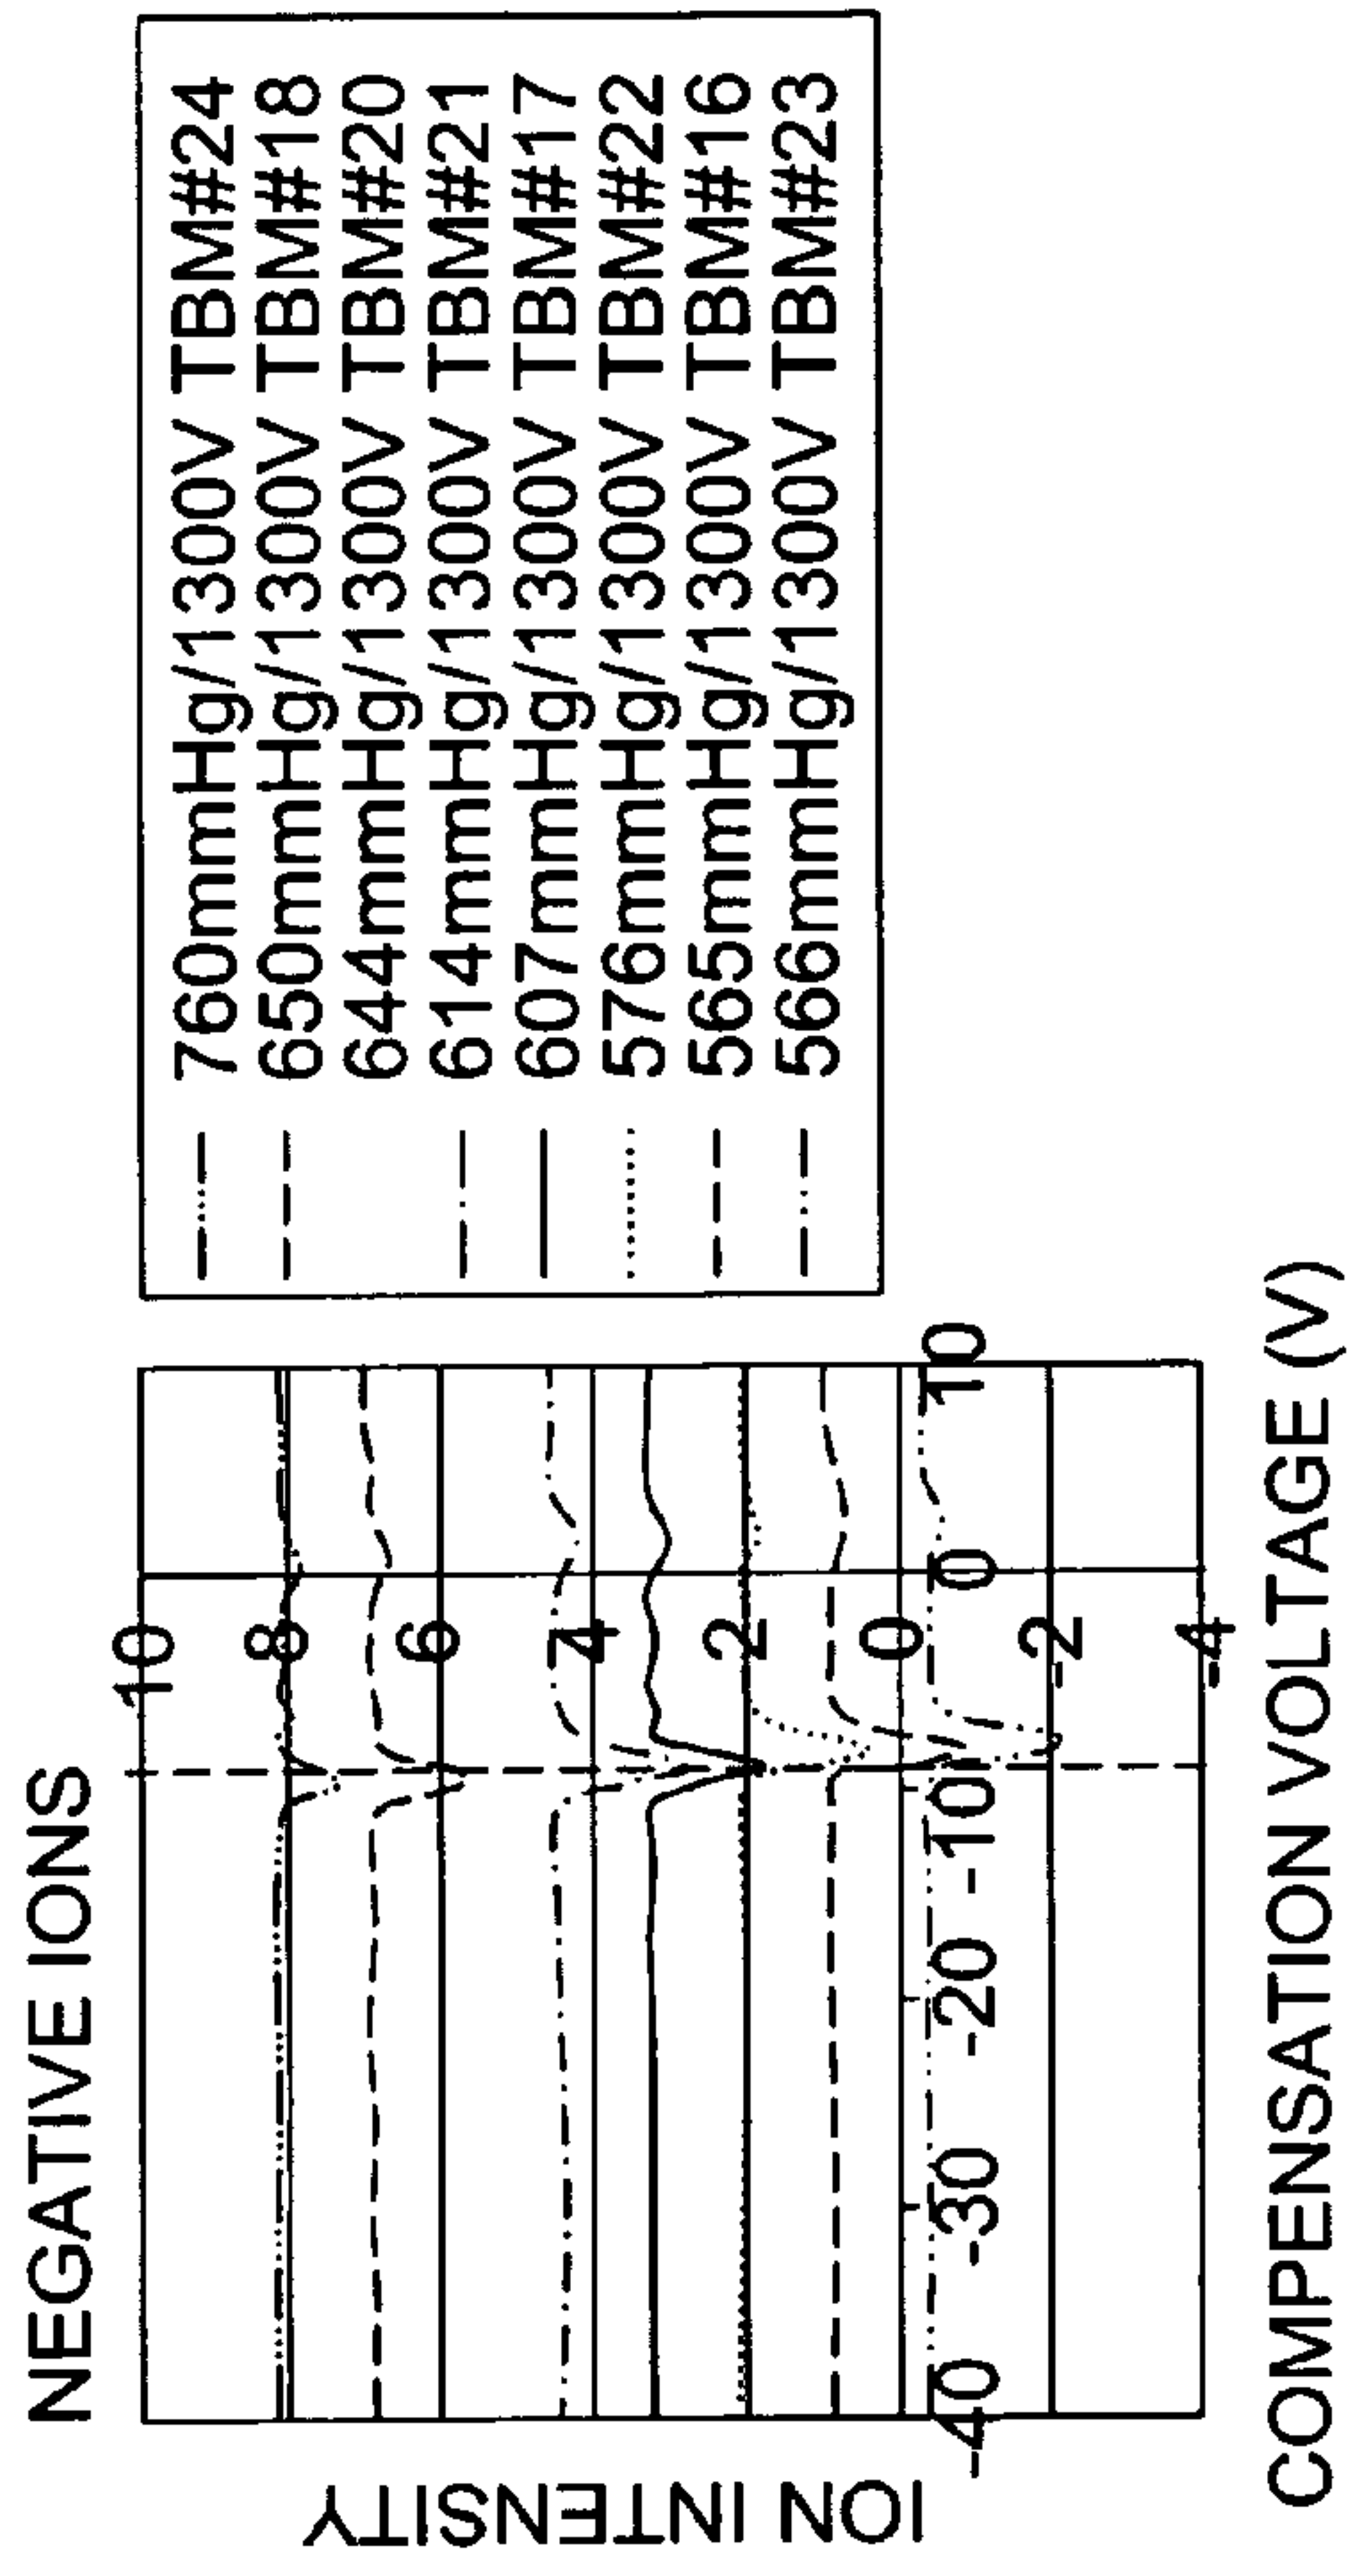 NEGATIVE IONS
ION INTENSITY
10
8
6
4
2
0
-2
-4
-40 -30 -20 -10 0 10
COMPENSATION VOLTAGE (V)
760mmHg/1300V TBM#24
650mmHg/1300V TBM#18
644mmHg/1300V TBM#20
614mmHg/1300V TBM#21
607mmHg/1300V TBM#17
576mmHg/1300V TBM#22
565mmHg/1300V TBM#16
566mmHg/1300V TBM#23